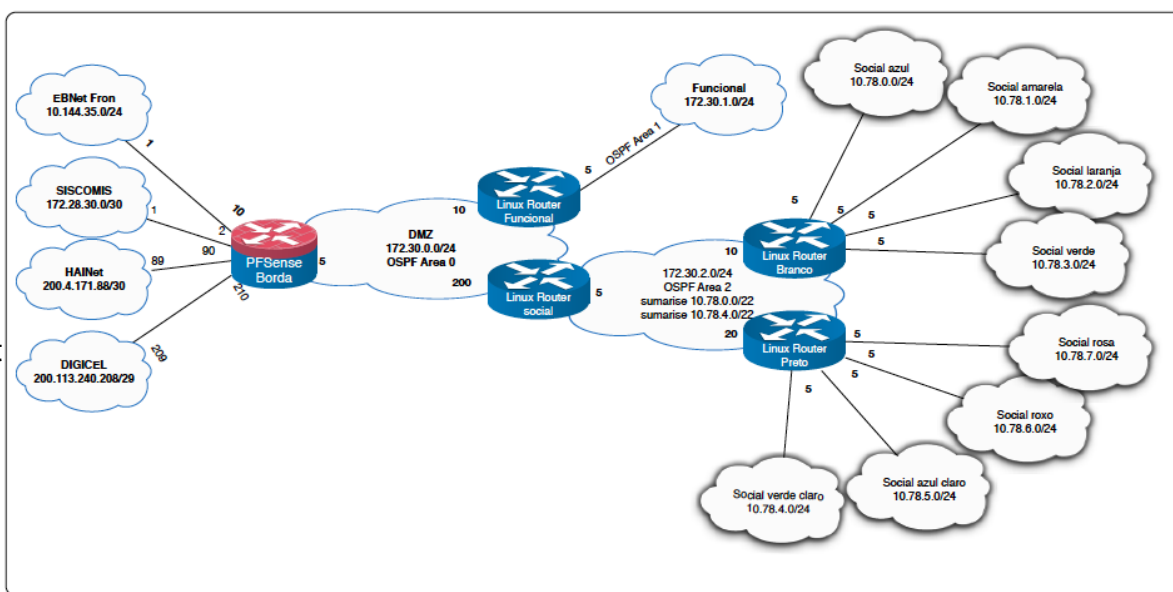 EBNet Fron
10.144.35.0/24
1
SISCOMIS
172.28.30.0/30
1
HAINet
200.4.171.88/30
89
DIGICEL
200.113.240.208/29
209
10
2
90
210
PFSense
Borda
5
DMZ
172.30.0.0/24
OSPF Area 0
10
200
Linux Router
Funcional
5
OSPF Area 1
Funcional
172.30.1.0/24
Linux Router
social
5
172.30.2.0/24
OSPF Area 2
sumarise 10.78.0.0/22
sumarise 10.78.4.0/22
10
20
Linux Router
Branco
5
5
5
5
Social azul
10.78.0.0/24
Social amarela
10.78.1.0/24
Social laranja
10.78.2.0/24
Social verde
10.78.3.0/24
Linux Router
Preto
5
5
5
5
Social rosa
10.78.7.0/24
Social roxo
10.78.6.0/24
Social azul claro
10.78.5.0/24
Social verde claro
10.78.4.0/24